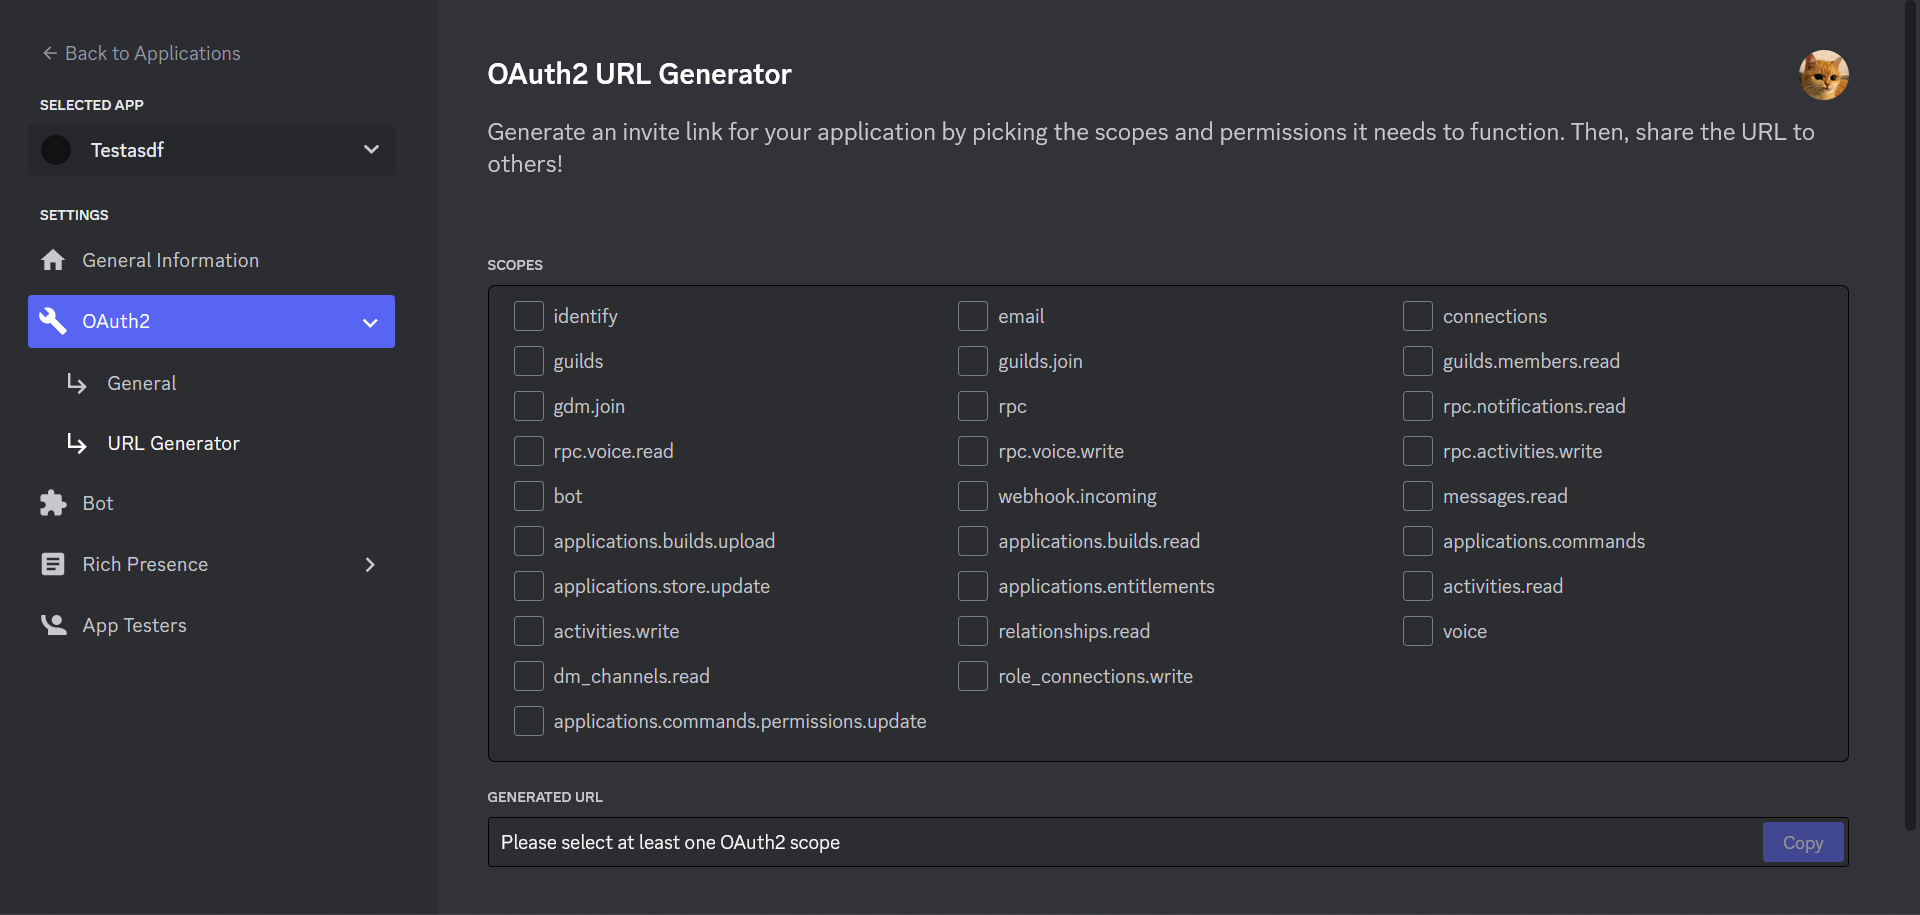 Back to Applications
SELECTED APP
Testasdf
SETTINGS
General Information
OAuth2
General
URL Generator
Bot
Rich Presence
App Testers
OAuth2 URL Generator
Generate an invite link for your application by picking the scopes and permissions it needs to function. Then, share the URL to
others!
SCOPES
identify
email
connections
guilds
guilds.join
guilds.members.read
gdm.join
rpc
rpc.notifications.read
rpc.voice.read
rpc.voice.write
rpc.activities.write
bot
webhook.incoming
messages.read
applications.builds.upload
applications.builds.read
applications.commands
applications.store.update
applications.entitlements
activities.read
activities.write
relationships.read
voice
dm_channels.read
role_connections.write
applications.commands.permissions.update
GENERATED URL
Please select at least one OAuth2 scope
Copy